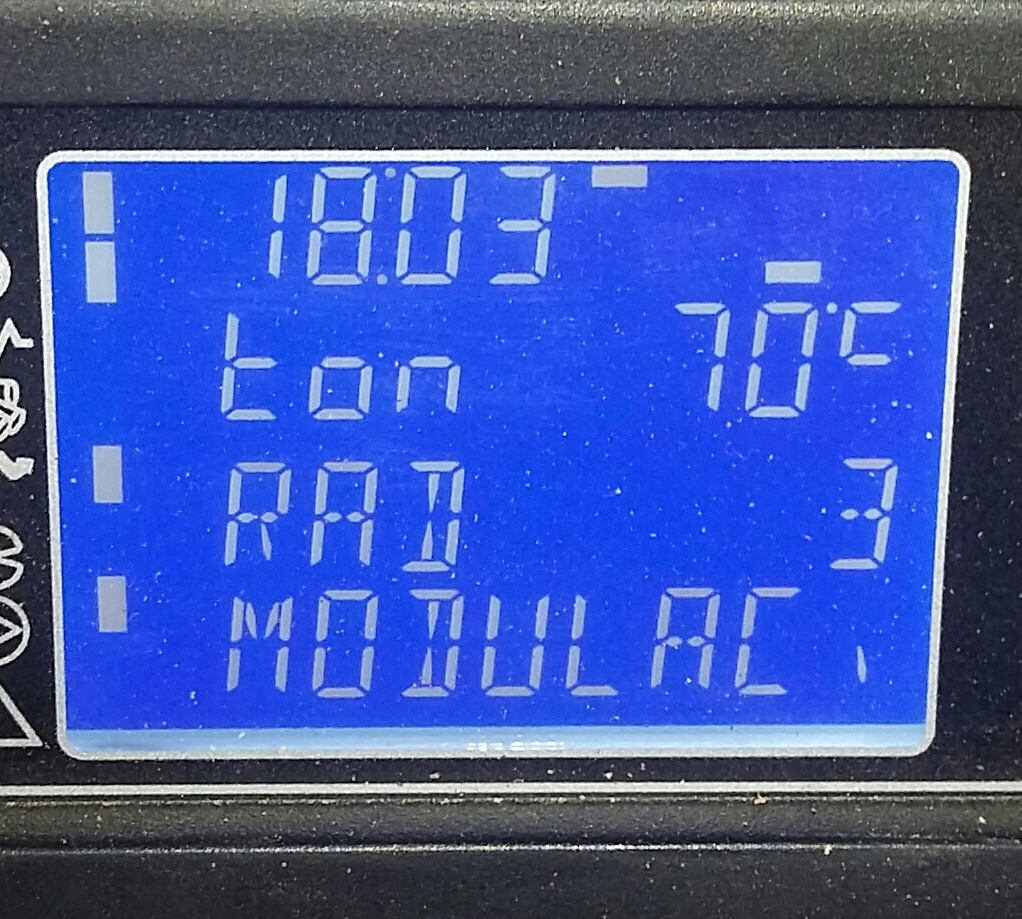 18:03
ton 70°C
RAD 3
MODULAC